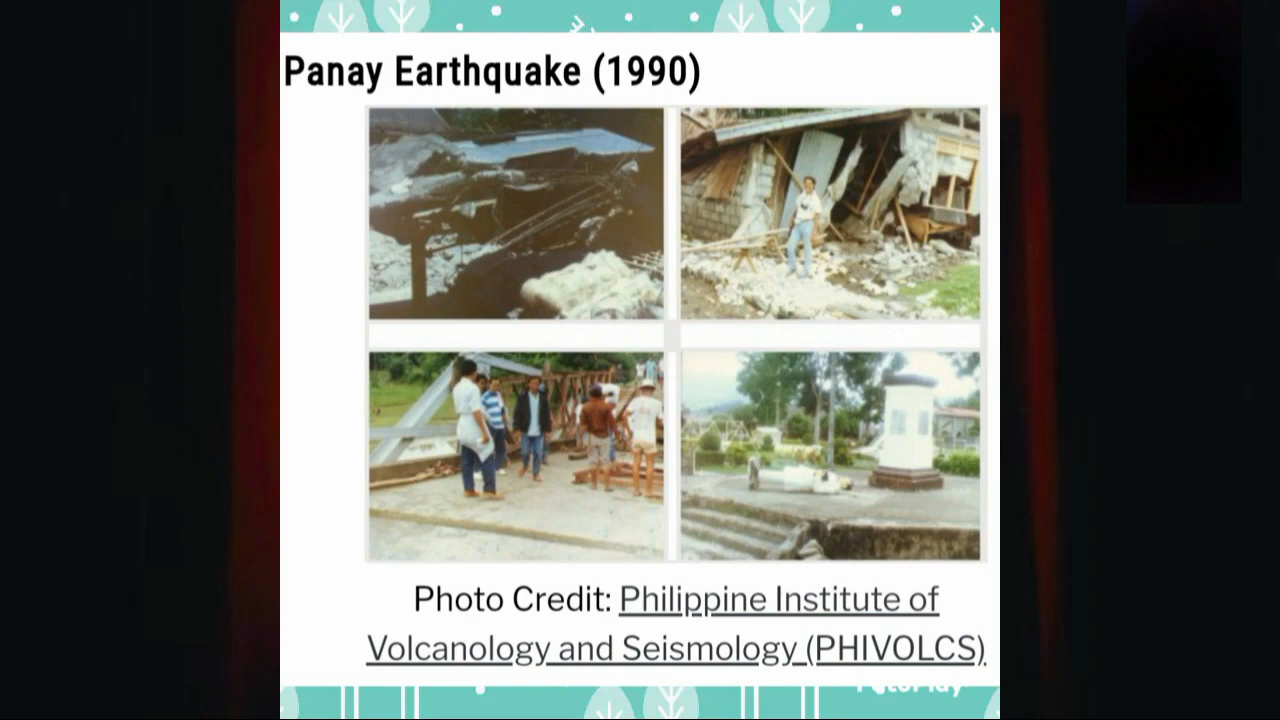 Panay Earthquake (1990)
Photo Credit: Philippine Institute of
Volcanology and Seismology (PHIVOLCS)